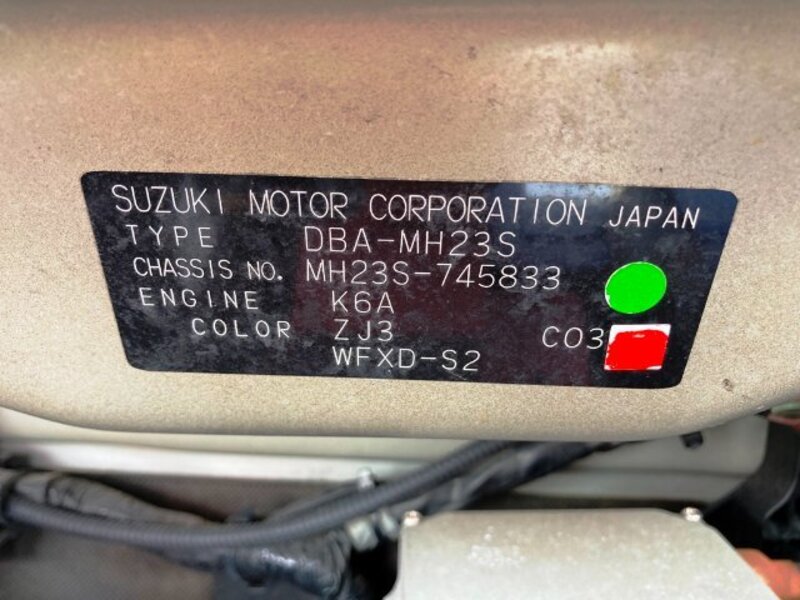 SUZUKI MOTOR CORPORATION JAPAN
TYPE DBA-MH23S
CHASSIS NO. MH23S-745833
ENGINE K6A
COLOR ZJ3 C03
WFXD-S2